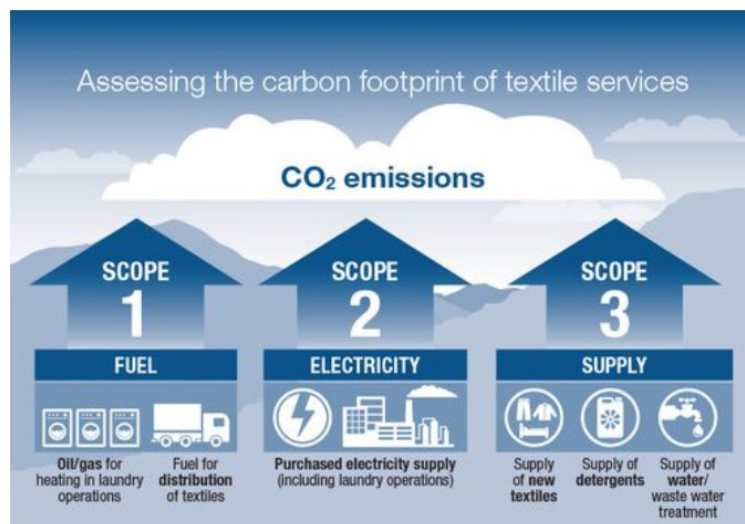 Assessing the carbon footprint of textile services
CO₂ emissions
SCOPE
1
FUEL
Oil/gas for
heating in laundry
operations
Fuel for
distribution
of textiles
SCOPE
2
ELECTRICITY
Purchased electricity supply
(including laundry operations)
SCOPE
3
SUPPLY
Supply of
new
textiles
Supply of
detergents
Supply of
water/
waste water
treatment